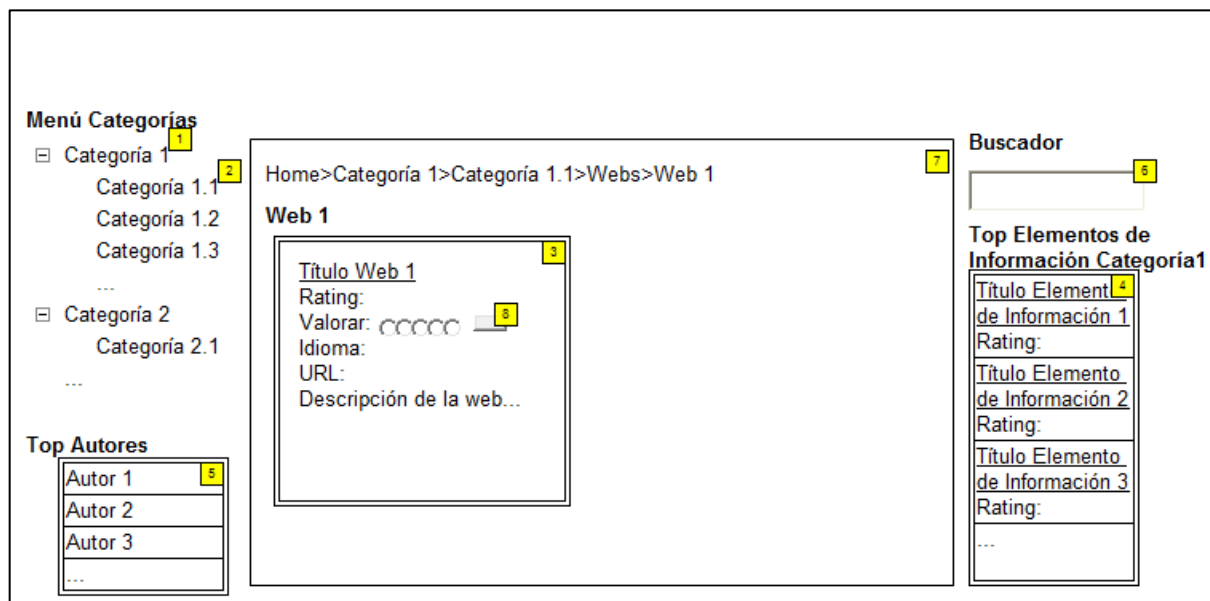 Menú Categorías
1
Categoría 1
2
Categoría 1.1
Categoría 1.2
Categoría 1.3
...
Categoría 2
Categoría 2.1
...
Top Autores
5
Autor 1
Autor 2
Autor 3
...
7
Home>Categoría 1>Categoría 1.1>Webs>Web 1
Web 1
3
Título Web 1
Rating:
Valorar:
8
Idioma:
URL:
Descripción de la web...
Buscador
6
Top Elementos de
Información Categoría1
4
Título Elemento
de Información 1
Rating:
Título Elemento
de Información 2
Rating:
Título Elemento
de Información 3
Rating:
...